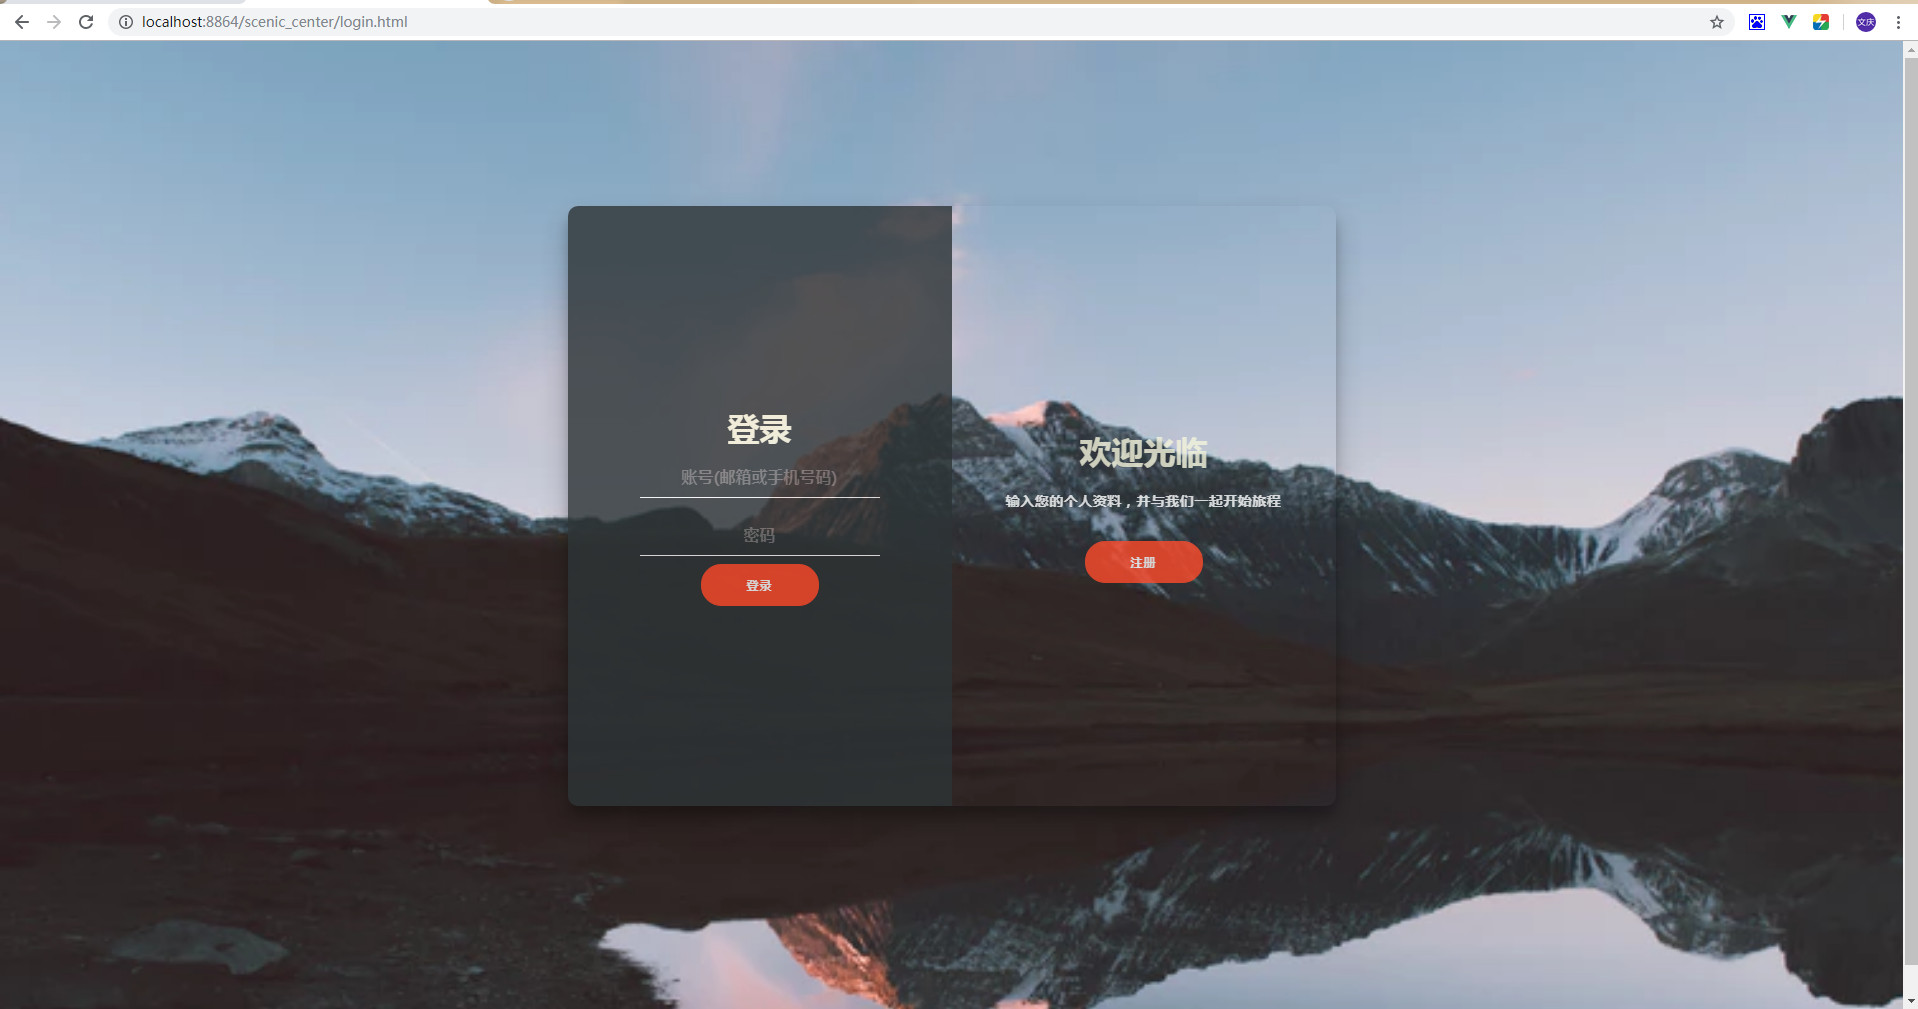 localhost:8864/scenic_center/login.html
文庆
登录
账号(邮箱或手机号码)
密码
登录
欢迎光临
输入您的个人资料，并与我们一起开始旅程
注册